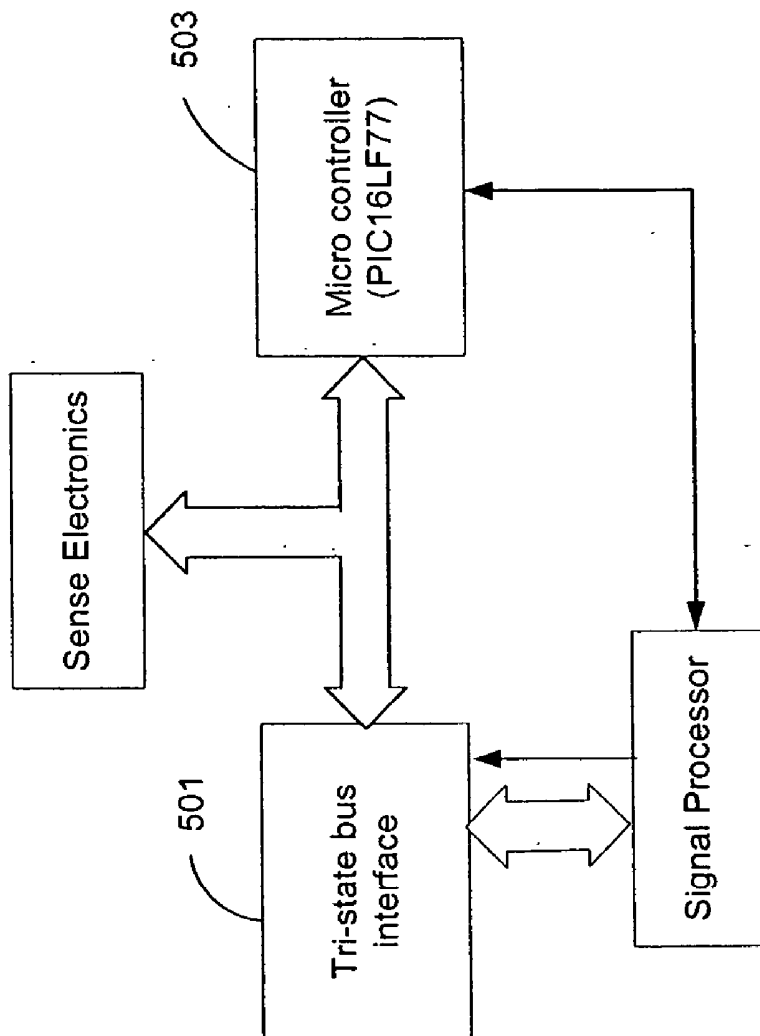 Sense Electronics
503
Micro controller
(PIC16LF77)
501
Tri-state bus
interface
Signal Processor